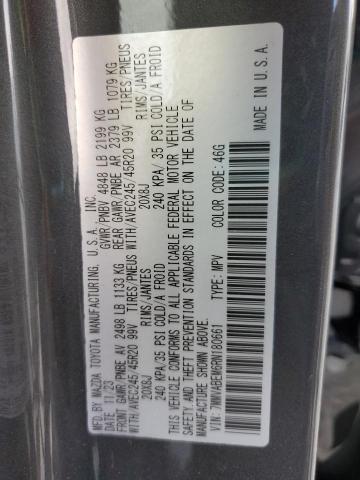 MFD.BY MAZDA TOYOTA MANUFACTURING, U.S.A., INC.
DATE 11.23 GVWR/PNBV 4848 LB 2199 KG
FRONT GAWR/PNBE AV 2498 LB 1133 KG REAR GAWR/PNBE AR 2379 LB 1079 KG
WITH/AVEC245/45R20 99V TIRES/PNEUS WITH/AVEC245/45R20 99V TIRES/PNEUS
20X8J RIMS/JANTES 20X8J RIMS/JANTES
240 KPA/35 PSI COLD/A FROID 240 KPA/ 35 PSI COLD/A FROID
THIS VEHICLE CONFORMS TO ALL APPLICABLE FEDERAL MOTOR VEHICLE
SAFETY AND THEFT PREVENTION STANDARDS IN EFFECT ON THE DATE OF
MANUFACTURE SHOWN ABOVE.
VIN:7MMVABEM6RN180661 TYPE: MPV COLOR CODE:46G
MADE IN U.S.A.